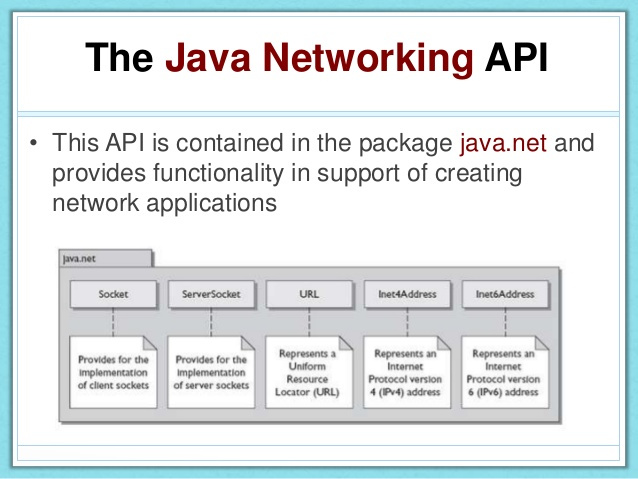 The Java Networking API
• This API is contained in the package java.net and
provides functionality in support of creating
network applications
java.net
Socket
ServerSocket
URL
Inet4Address
Inet6Address
Provides for the
implementation
of client sockets
Provides for the
implementation
of server sockets
Represents a
Uniform
Resource
Locator (URL)
Represents an
Internet
Protocol version
4 (IPv4) address
Represents an
Internet
Protocol version
6 (IPv6) address